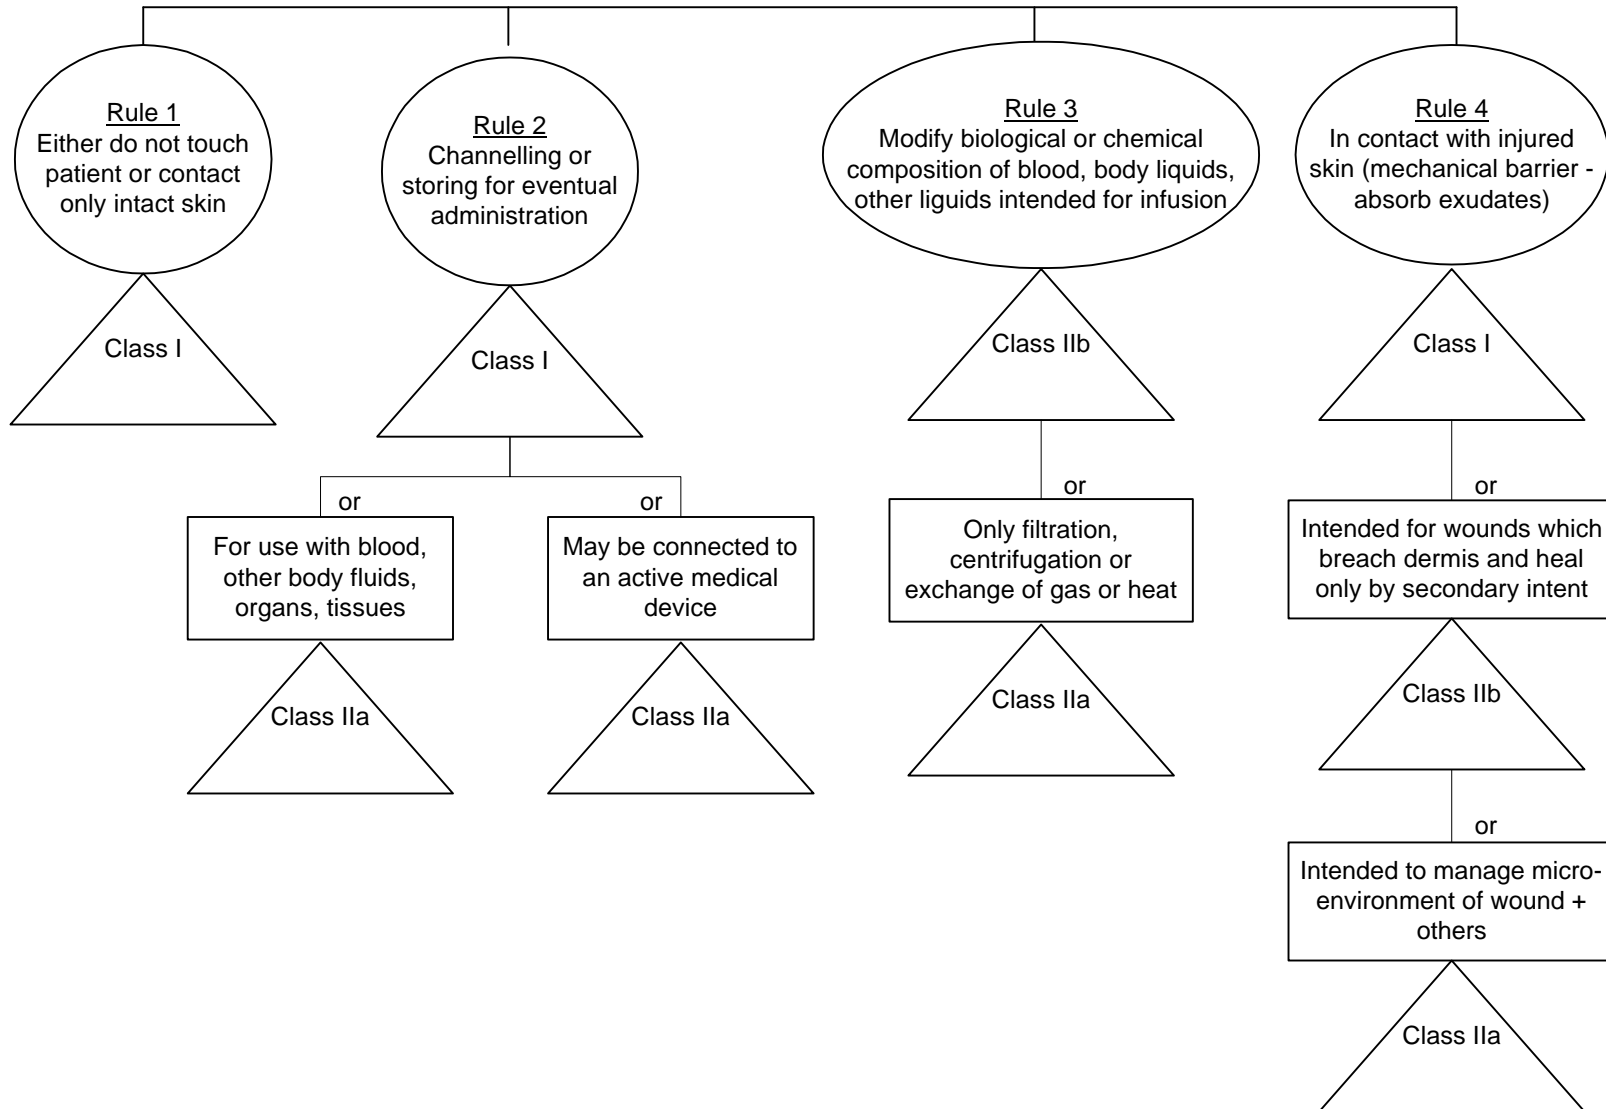 Rule 1
Either do not touch
patient or contact
only intact skin
Class I
Rule 2
Channelling or
storing for eventual
administration
Class I
or
For use with blood,
other body fluids,
organs, tissues
Class IIa
or
May be connected to
an active medical
device
Class IIa
Rule 3
Modify biological or chemical
composition of blood, body liquids,
other liguids intended for infusion
Class IIb
or
Only filtration,
centrifugation or
exchange of gas or heat
Class IIa
Rule 4
In contact with injured
skin (mechanical barrier -
absorb exudates)
Class I
or
Intended for wounds which
breach dermis and heal
only by secondary intent
Class IIb
or
Intended to manage micro-
environment of wound +
others
Class IIa